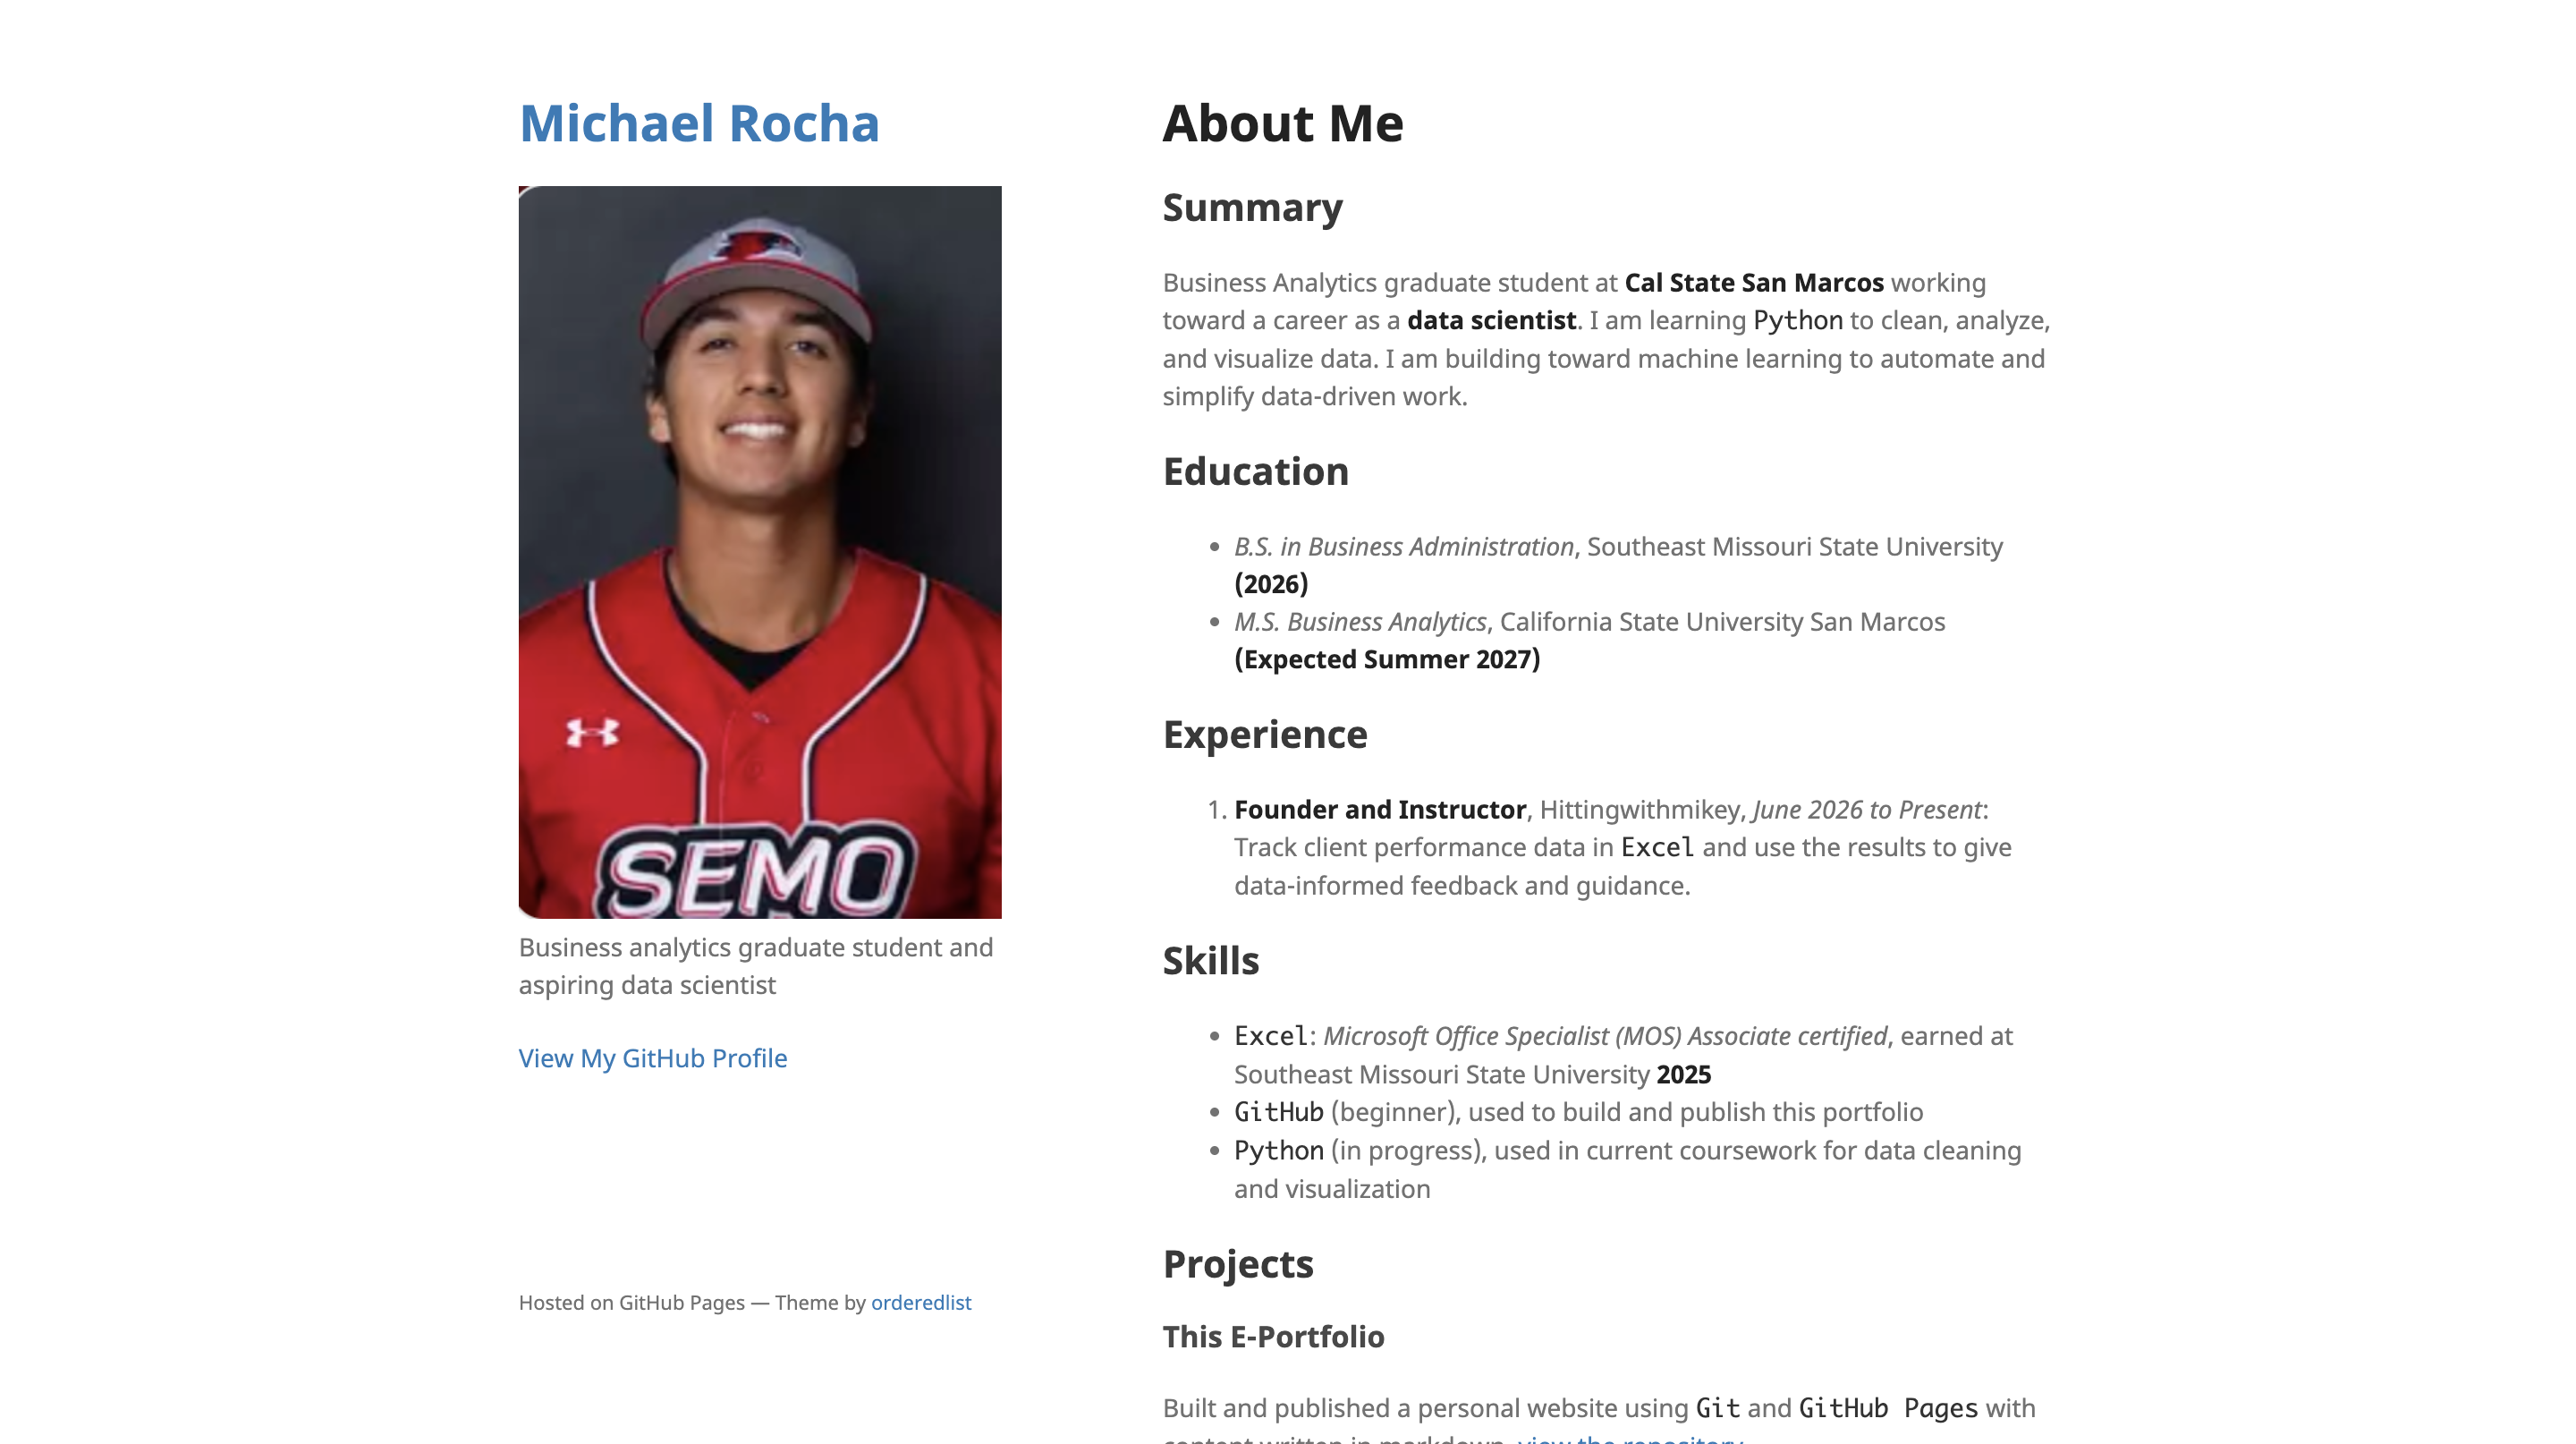 Michael Rocha
SEMO
Business analytics graduate student and
aspiring data scientist
View My GitHub Profile
Hosted on GitHub Pages — Theme by orderedlist
About Me
Summary
Business Analytics graduate student at Cal State San Marcos working
toward a career as a data scientist. I am learning Python to clean, analyze,
and visualize data. I am building toward machine learning to automate and
simplify data-driven work.
Education
• B.S. in Business Administration, Southeast Missouri State University
(2026)
• M.S. Business Analytics, California State University San Marcos
(Expected Summer 2027)
Experience
1. Founder and Instructor, Hittingwithmikey, June 2026 to Present:
Track client performance data in Excel and use the results to give
data-informed feedback and guidance.
Skills
• Excel: Microsoft Office Specialist (MOS) Associate certified, earned at
Southeast Missouri State University 2025
• GitHub (beginner), used to build and publish this portfolio
• Python (in progress), used in current coursework for data cleaning
and visualization
Projects
This E-Portfolio
Built and published a personal website using Git and GitHub Pages with
content written in markdown. view the repository